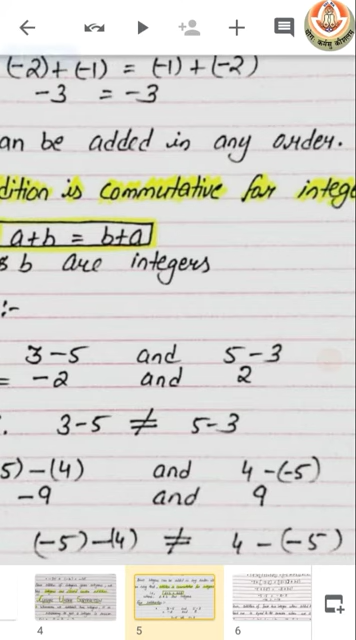 (-2)+(-1) = (-1)+(-2)
-3 = -3
an be added in any order.
dition is commutative for intege
a+b = b+a
& b are integers
:-
3-5 and 5-3
= -2 and 2
. 3-5 ≠ 5-3
5)-(4) and 4-(-5)
-9 and 9
(-5)-(4) ≠ 4-(-5)
4
5
6